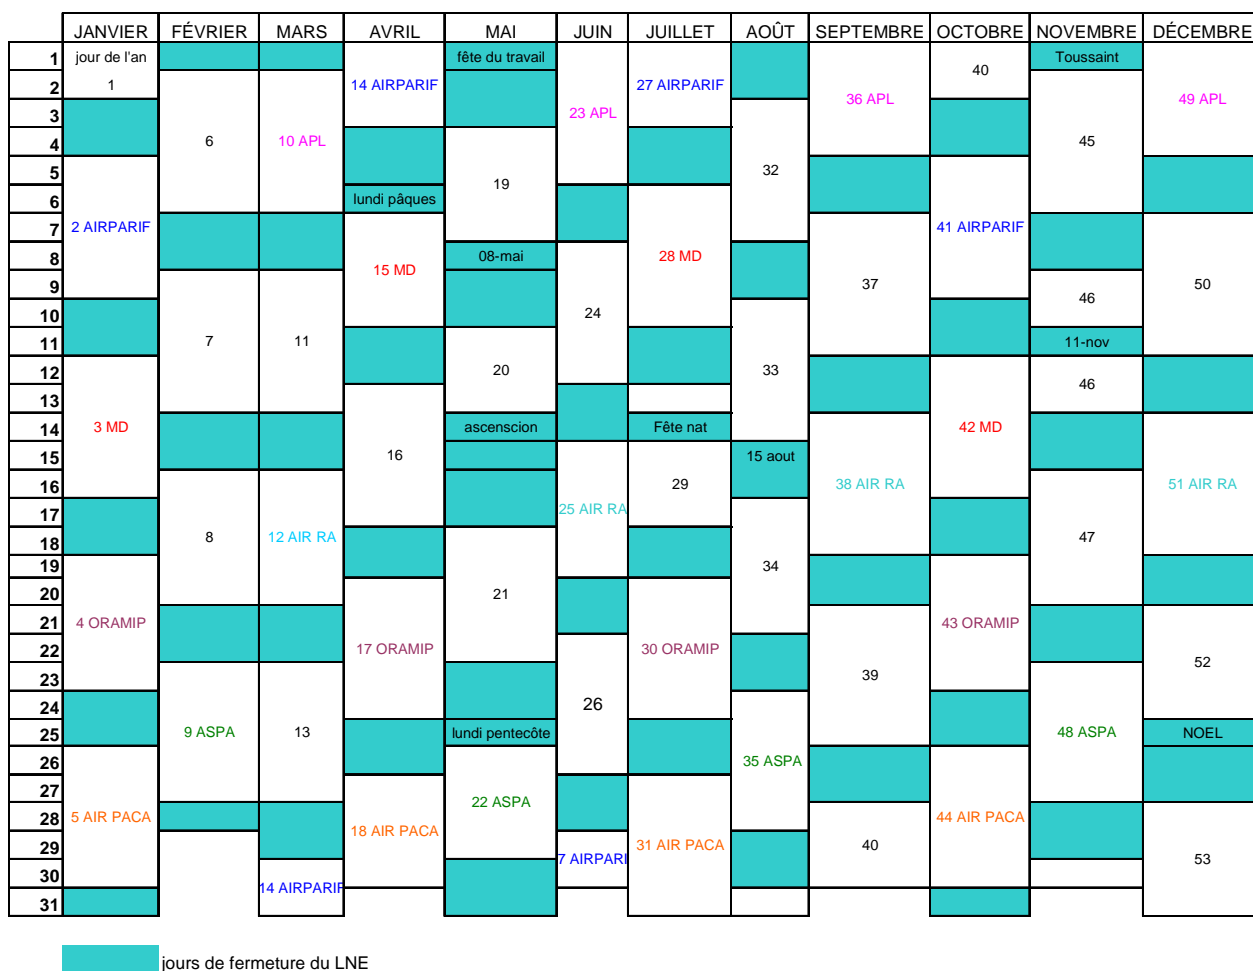 JANVIER FÉVRIER MARS AVRIL MAI JUIN JUILLET AOÛT SEPTEMBRE OCTOBRE NOVEMBRE DÉCEMBRE
1 jour de l'an fête du travail Toussaint
2 1 14 AIRPARIF 27 AIRPARIF 40
3 23 APL 36 APL 49 APL
4 6 10 APL 45
5 32
6 lundi pâques 19
7 2 AIRPARIF 41 AIRPARIF
8 15 MD 08-mai 28 MD
9 37 50
10 24 46
11 7 11 11-nov
12 20 33
13 46
14 3 MD ascenscion Fête nat 42 MD
15 16 15 aout
16 29 38 AIR RA 51 AIR RA
17 25 AIR RA
18 8 12 AIR RA 47
19 34
20 21
21 4 ORAMIP 43 ORAMIP
22 17 ORAMIP 30 ORAMIP
23 39 52
24 26
25 9 ASPA 13 lundi pentecôte 48 ASPA NOEL
26 35 ASPA
27 22 ASPA
28 5 AIR PACA 18 AIR PACA 44 AIR PACA
29 7 AIRPARI 31 AIR PACA 40 53
30 14 AIRPARIF
31
jours de fermeture du LNE